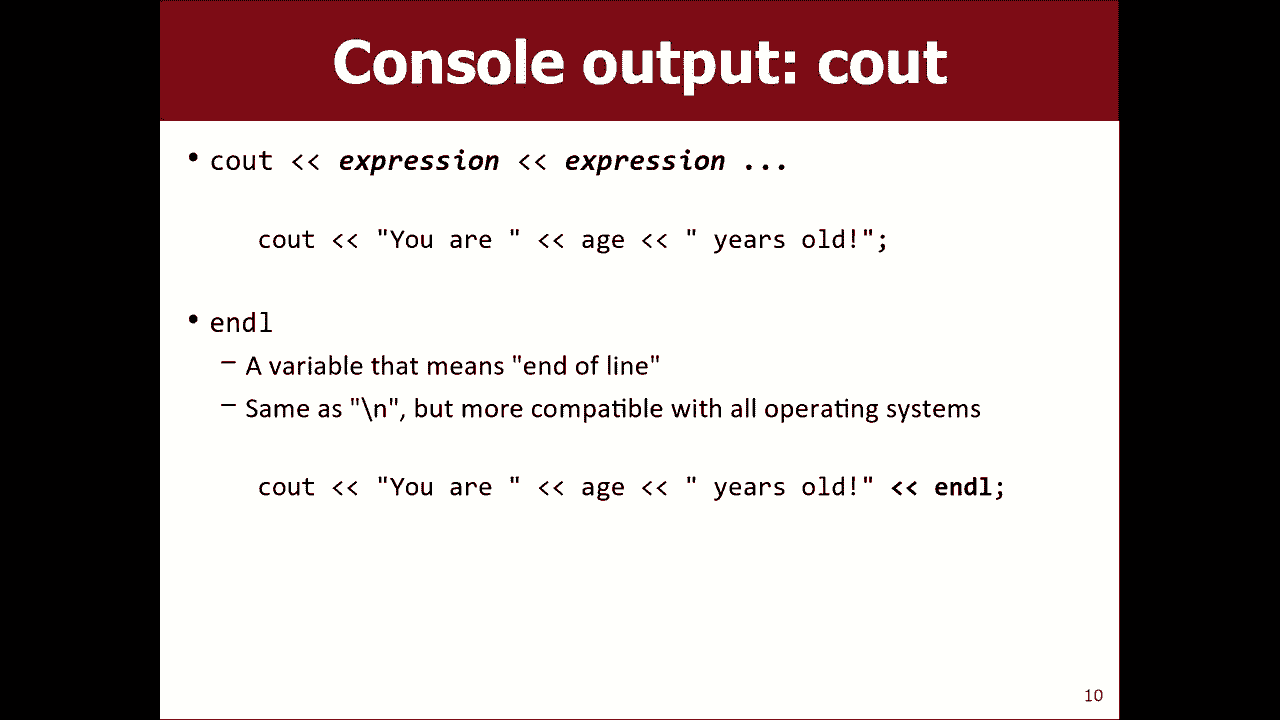 Console output: cout
• cout << expression << expression ...
cout << "You are " << age << " years old!";
• endl
– A variable that means "end of line"
– Same as "\n", but more compatible with all operating systems
cout << "You are " << age << " years old!" << endl;
10